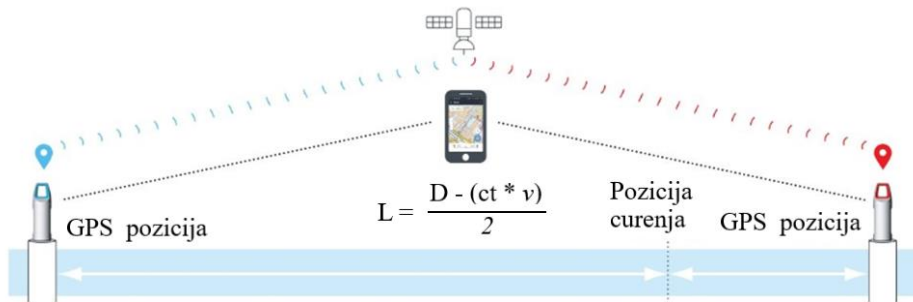 GPS pozicija
L = D - (ct * v)
2
Pozicija
curenja
GPS pozicija